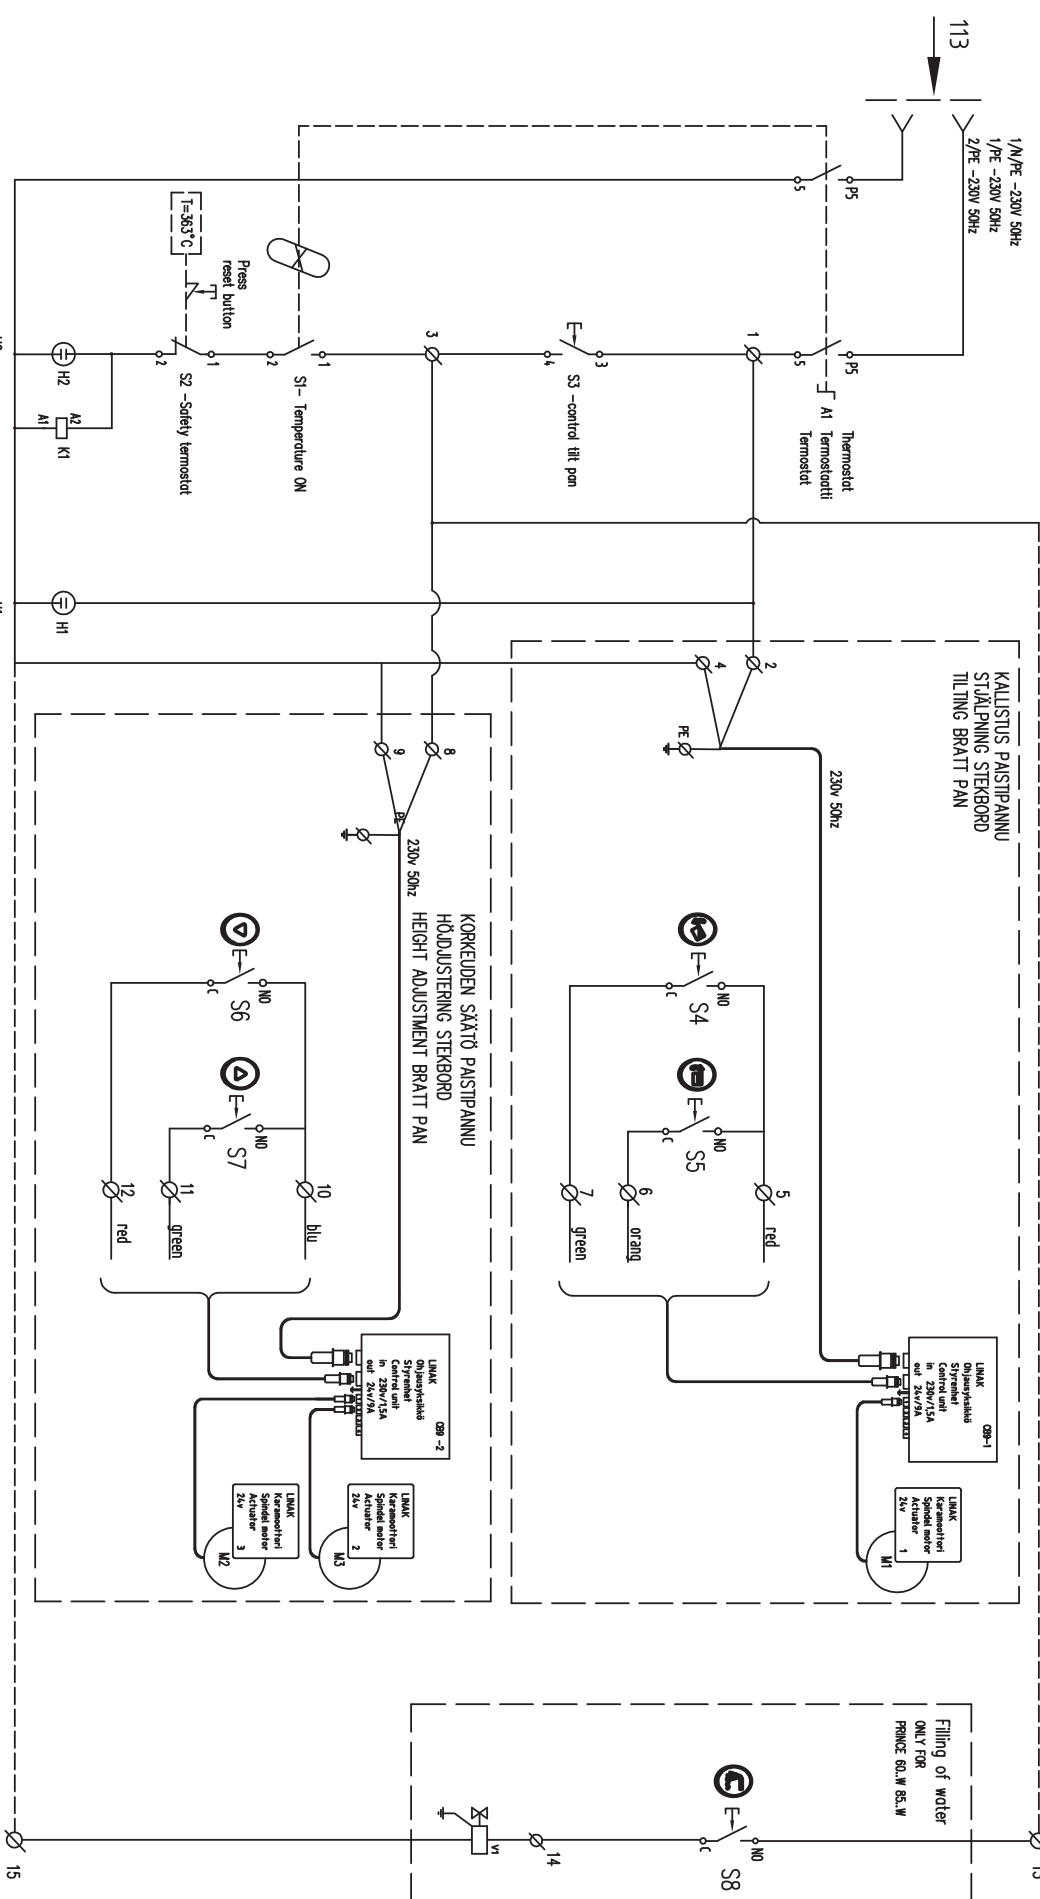 113
1/N/PE -230V 50Hz
1/PE -230V 50Hz
2/PE -230V 50Hz
P5
5
P5
5
Thermostat
A1 Termostaatti
Termostat
1
3
4
S3 -control tilt pan
3
1
2
S1- Temperature ON
T=363°C
Press
reset button
1
2
S2 -Safety termostat
H2
A2
A1
K1
H1
KALLISTUS PAISTIPANNU
STJÄLPNING STEKBORD
TILTING BRATT PAN
2
4
PE
230v 50hz
NO
C
S4
NO
C
S5
5
red
6
orang
7
green
LINAK
Ohjausyksikkö
Styrenhet
Control unit
in 230v/1,5A
out 24v/9A
CB9-1
LINAK
Karamoottori
Spindel motor
Actuator 1
24v
M1
8
9
PE
230v 50hz
KORKEUDEN SÄÄTÖ PAISTIPANNU
HÖJDJUSTERING STEKBORD
HEIGHT ADJUSTMENT BRATT PAN
NO
C
S6
NO
C
S7
10
blu
11
green
12
red
LINAK
Ohjausyksikkö
Styrenhet
Control unit
in 230v/1,5A
out 24v/9A
CB9 -2
LINAK
Karamoottori
Spindel motor
Actuator 2
24v
M3
LINAK
Karamoottori
Spindel motor
Actuator 3
24v
M2
Filling of water
ONLY FOR
PRINCE 60..W 85..W
NO
C
S8
14
V1
15